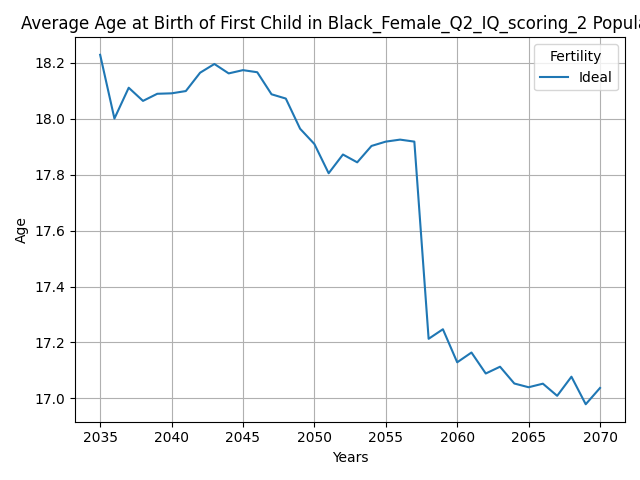 Average Age at Birth of First Child in Black_Female_Q2_IQ_scoring_2 Popula
Fertility
Ideal
18.2
18.0
17.8
17.6
17.4
17.2
17.0
Age
2035 2040 2045 2050 2055 2060 2065 2070
Years